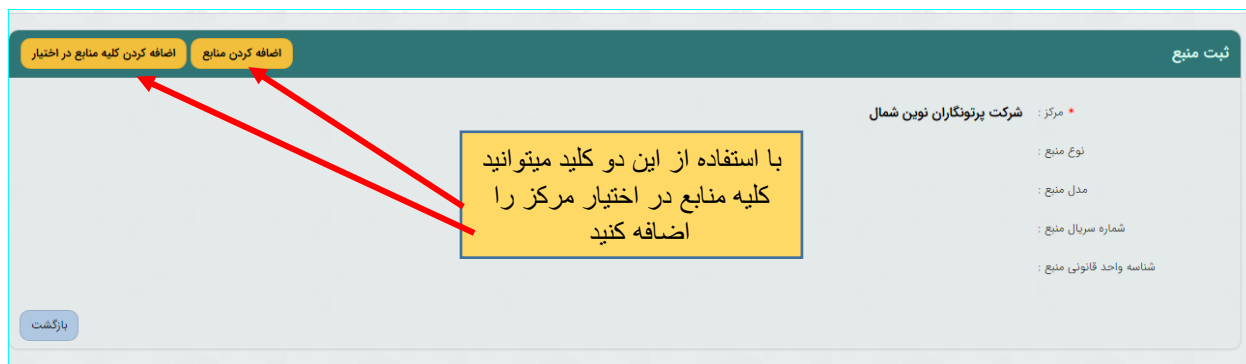 ثبت منبع
اضافه کردن منابع
اضافه کردن کلیه منابع در اختیار
* مرکز : شرکت پرتونگاران نوین شمال
نوع منبع :
مدل منبع :
شماره سریال منبع :
شناسه واحد قانونی منبع :
با استفاده از این دو کلید میتوانید
کلیه منابع در اختیار مرکز را
اضافه کنید
بازگشت